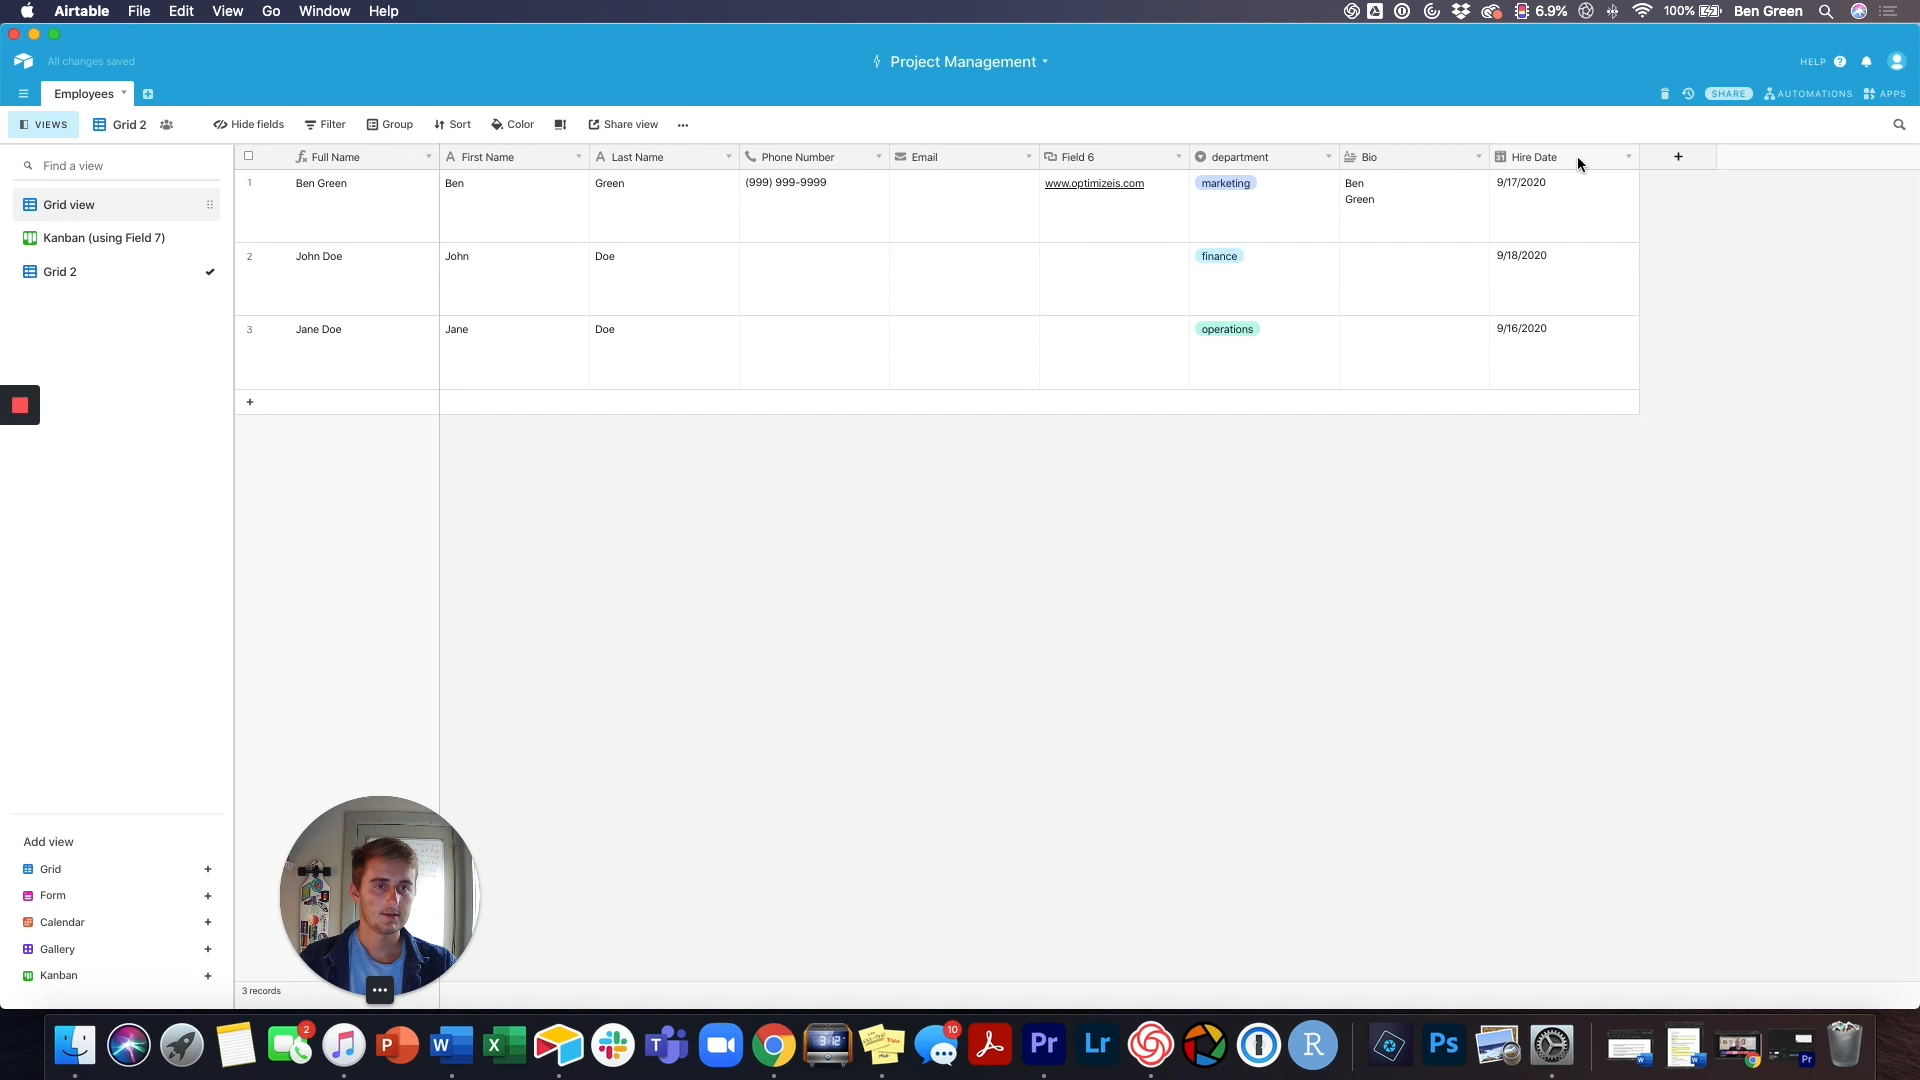 Airtable File Edit View Go Window Help 6.9% 100% Ben Green
All changes saved
Project Management
HELP
Employees
SHARE AUTOMATIONS APPS
VIEWS Grid 2 Hide fields Filter Group Sort Color Share view
Find a view
Grid view
Kanban (using Field 7)
Grid 2
Full Name First Name Last Name Phone Number Email Field 6 department Bio Hire Date
1 Ben Green Ben Green (999) 999-9999 www.optimizeis.com marketing Ben
Green 9/17/2020
2 John Doe John Doe finance 9/18/2020
3 Jane Doe Jane Doe operations 9/16/2020
Add view
Grid
Form
Calendar
Gallery
Kanban
3 records
2
P
W
X
10
Pr
Lr
R
Ps